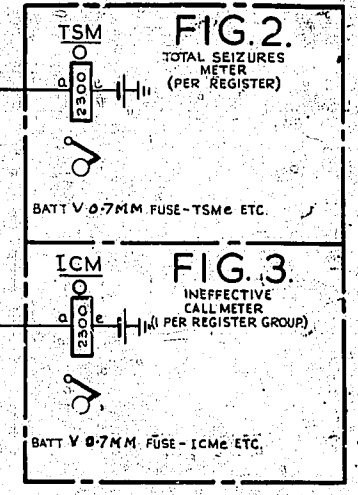 TSM
FIG. 2.
TOTAL SEIZURES
METER
(PER REGISTER)
a 2300 e
BATT V 0.7MM FUSE-TSMe ETC.
ICM
FIG. 3.
INEFFECTIVE
CALL METER
(1 PER REGISTER GROUP)
a 2300 e
BATT V 0.7MM FUSE-ICMe ETC.